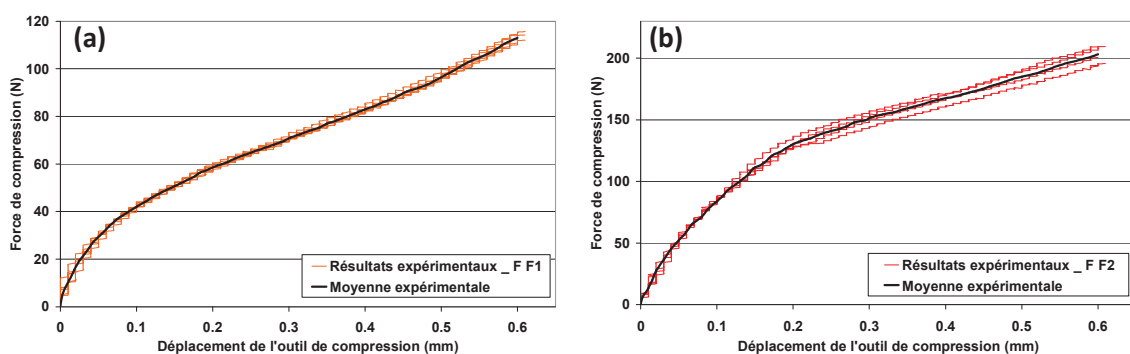 (a)
Force de compression (N)
120
100
80
60
40
20
0
0
0.1
0.2
0.3
0.4
0.5
0.6
Déplacement de l'outil de compression (mm)
Résultats expérimentaux _ F F1
Moyenne expérimentale
(b)
Force de compression (N)
200
150
100
50
0
0
0.1
0.2
0.3
0.4
0.5
0.6
Déplacement de l'outil de compression (mm)
Résultats expérimentaux _ F F2
Moyenne expérimentale